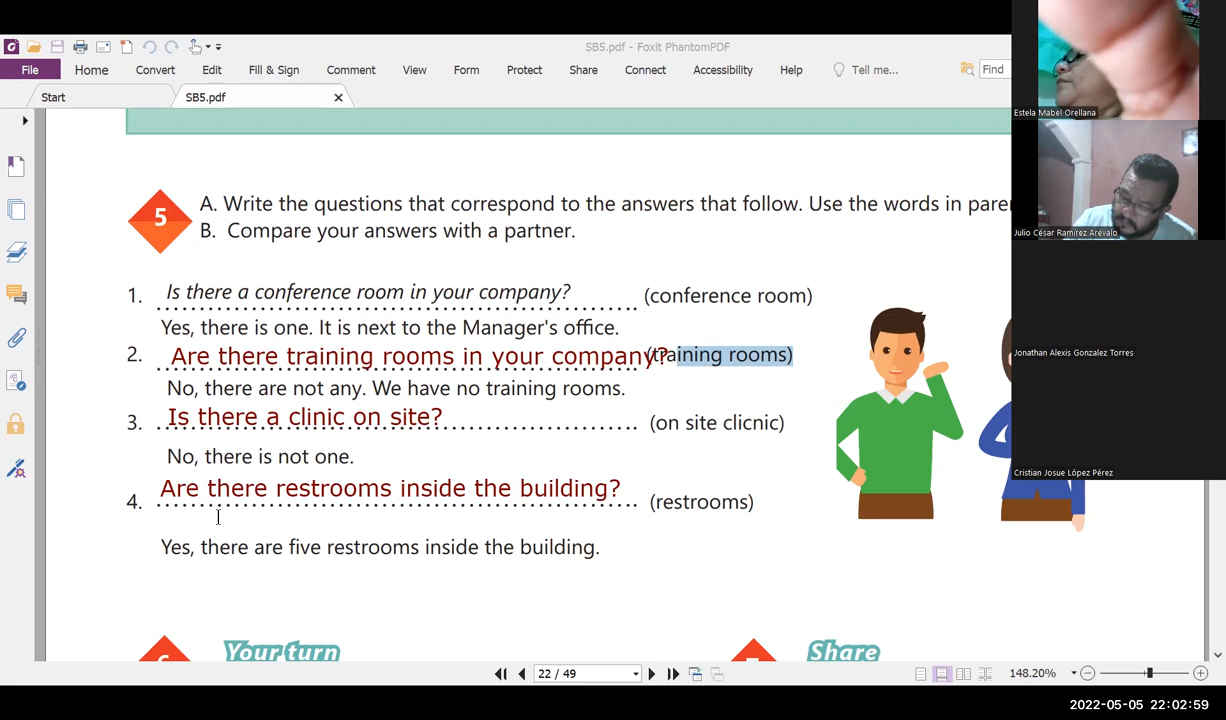 SB5.pdf - Foxit PhantomPDF
File Home Convert Edit Fill & Sign Comment View Form Protect Share Connect Accessibility Help Tell me... Find
Start SB5.pdf
Estela Mabel Orellana
5 A. Write the questions that correspond to the answers that follow. Use the words in paren
B. Compare your answers with a partner.
Julio César Ramirez Arévalo
1. Is there a conference room in your company? (conference room)
Yes, there is one. It is next to the Manager's office.
2. Are there training rooms in your company? (training rooms)
Jonathan Alexis Gonzalez Torres
No, there are not any. We have no training rooms.
3. Is there a clinic on site? (on site clicnic)
No, there is not one.
Cristian Josue López Pérez
4. Are there restrooms inside the building? (restrooms)
Yes, there are five restrooms inside the building.
Your turn Share
22 / 49 148.20%
2022-05-05 22:02:59